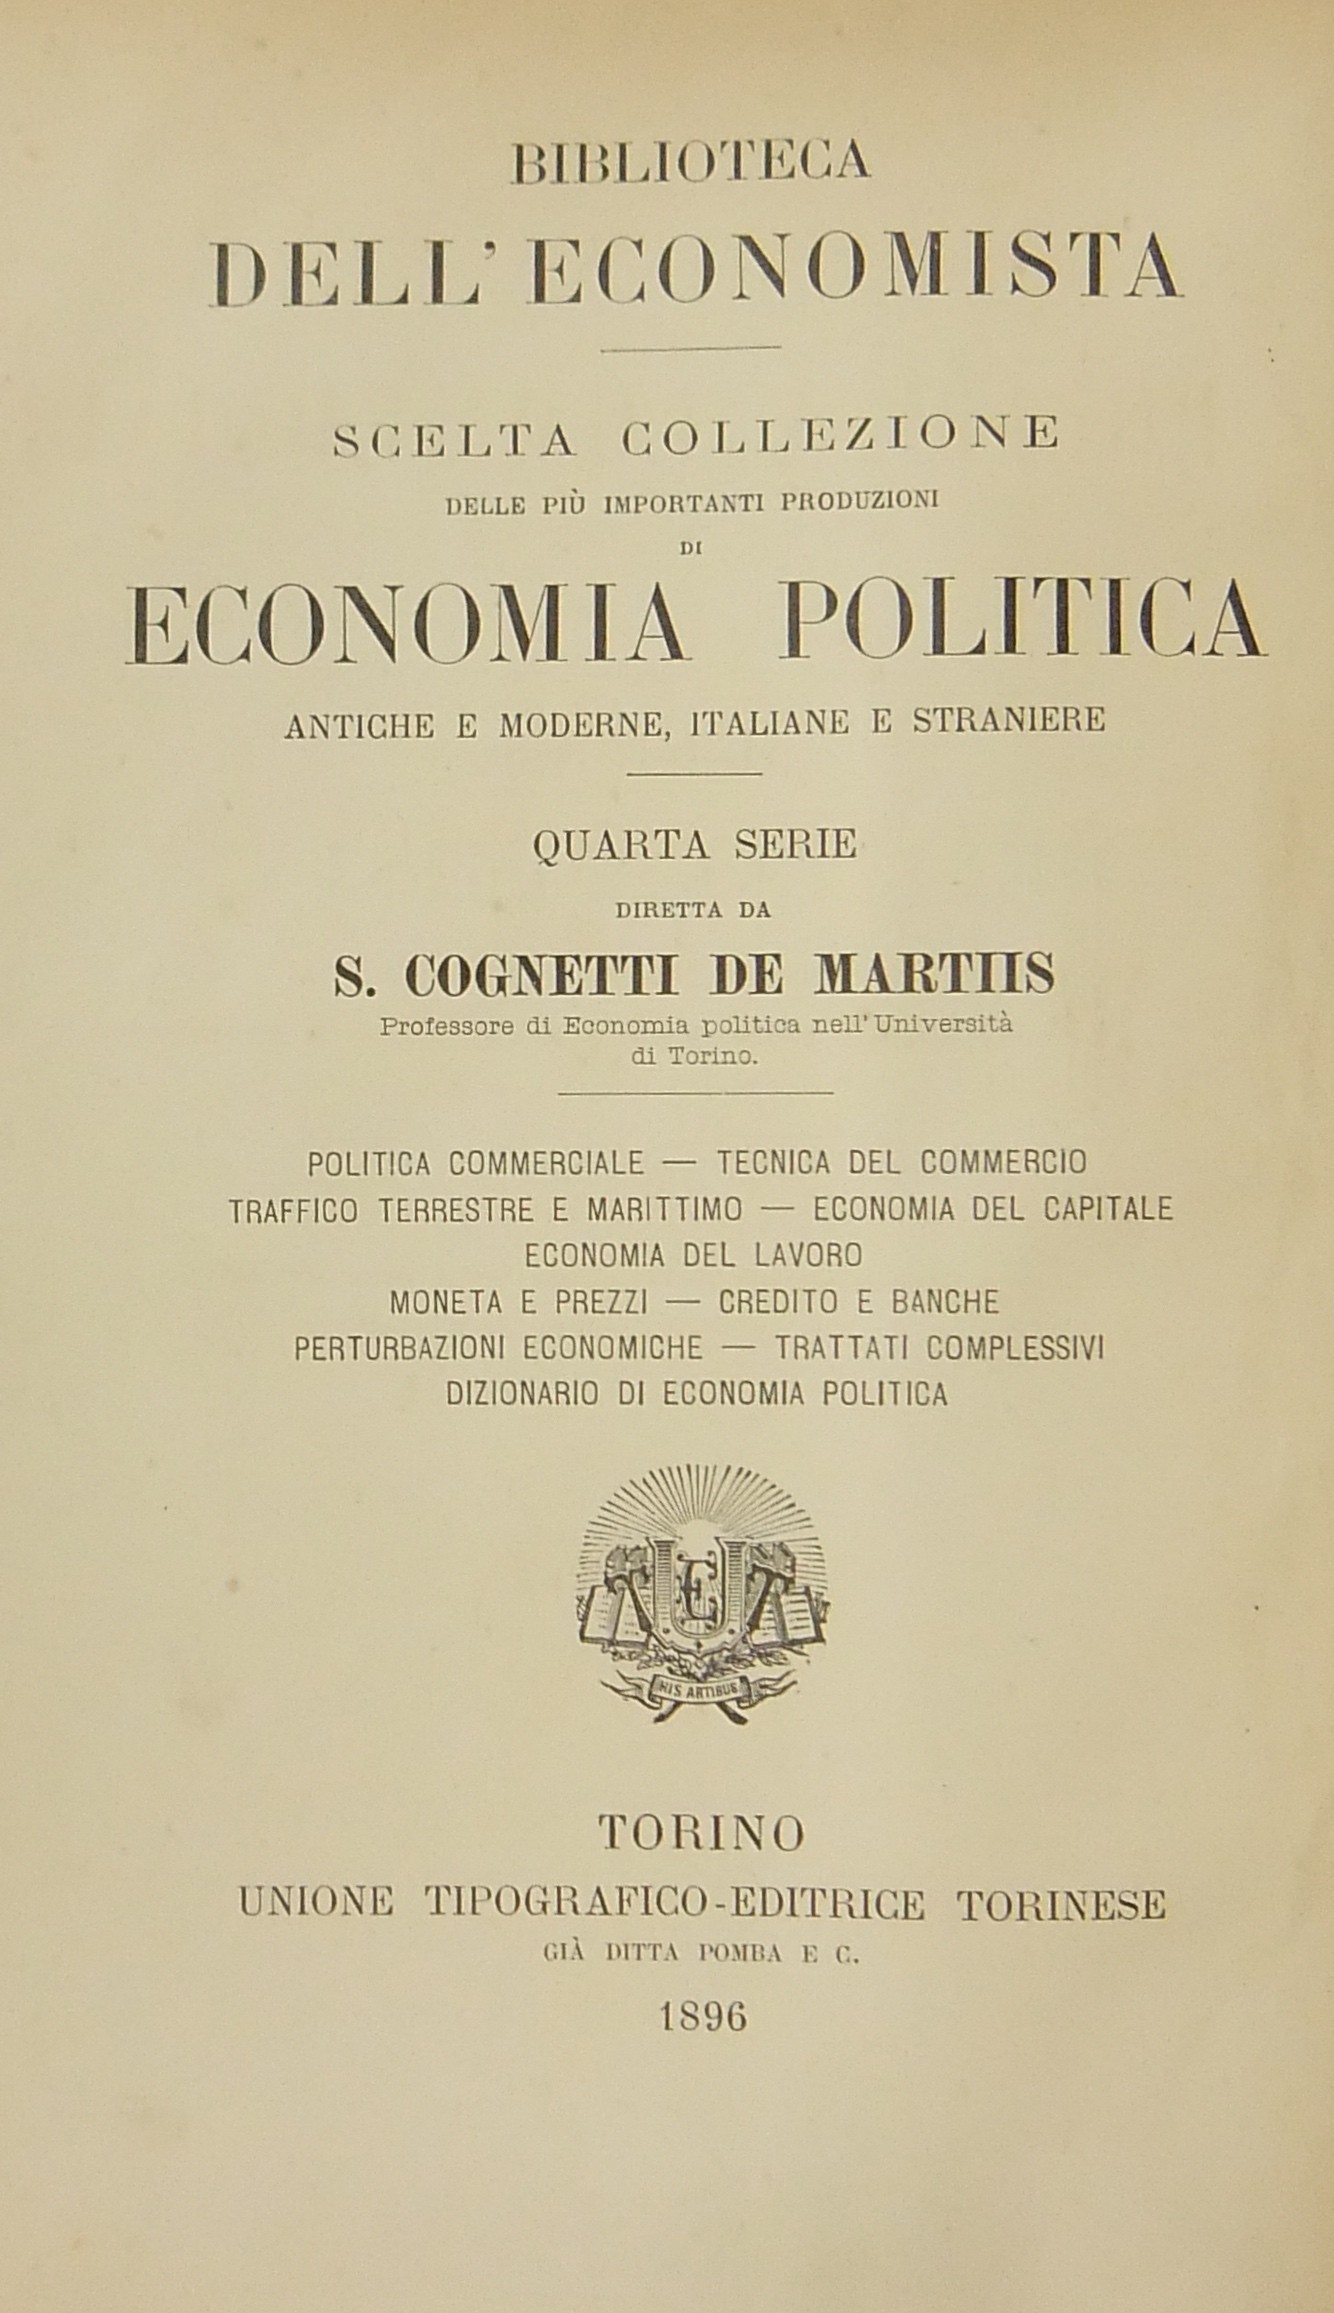 BIBLIOTECA
DELL'ECONOMISTA
SCELTA COLLEZIONE
DELLE PIÙ IMPORTANTI PRODUZIONI
DI
ECONOMIA POLITICA
ANTICHE E MODERNE, ITALIANE E STRANIERE
QUARTA SERIE
DIRETTA DA
S. COGNETTI DE MARTIIS
Professore di Economia politica nell'Università
di Torino.
POLITICA COMMERCIALE — TECNICA DEL COMMERCIO
TRAFFICO TERRESTRE E MARITTIMO — ECONOMIA DEL CAPITALE
ECONOMIA DEL LAVORO
MONETA E PREZZI — CREDITO E BANCHE
PERTURBAZIONI ECONOMICHE — TRATTATI COMPLESSIVI
DIZIONARIO DI ECONOMIA POLITICA
UTET
HIS ARTIBUS
TORINO
UNIONE TIPOGRAFICO-EDITRICE TORINESE
GIÀ DITTA POMBA E C.
1896